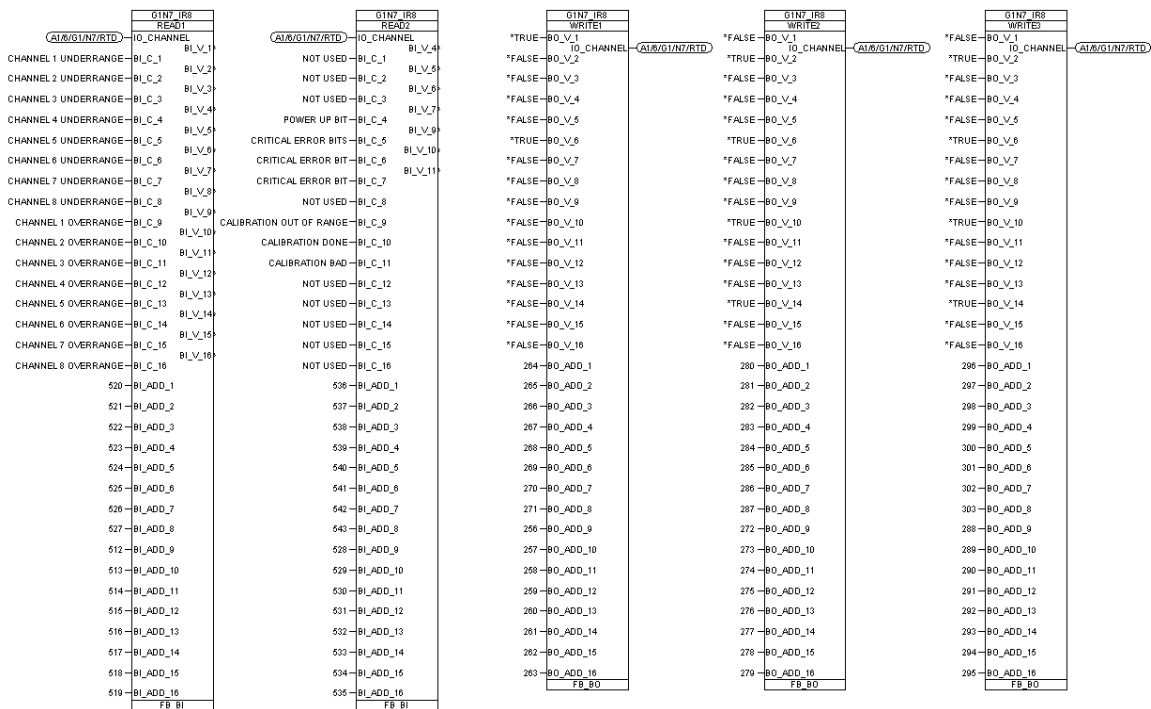 G1N7_IR8
READ1
A1/6/G1/N7/RTD IO_CHANNEL
BI_V_1
CHANNEL 1 UNDERRANGE BI_C_1
BI_V_2
CHANNEL 2 UNDERRANGE BI_C_2
BI_V_3
CHANNEL 3 UNDERRANGE BI_C_3
BI_V_4
CHANNEL 4 UNDERRANGE BI_C_4
BI_V_5
CHANNEL 5 UNDERRANGE BI_C_5
BI_V_6
CHANNEL 6 UNDERRANGE BI_C_6
BI_V_7
CHANNEL 7 UNDERRANGE BI_C_7
BI_V_8
CHANNEL 8 UNDERRANGE BI_C_8
BI_V_9
CHANNEL 1 OVERRANGE BI_C_9
BI_V_10
CHANNEL 2 OVERRANGE BI_C_10
BI_V_11
CHANNEL 3 OVERRANGE BI_C_11
BI_V_12
CHANNEL 4 OVERRANGE BI_C_12
BI_V_13
CHANNEL 5 OVERRANGE BI_C_13
BI_V_14
CHANNEL 6 OVERRANGE BI_C_14
BI_V_15
CHANNEL 7 OVERRANGE BI_C_15
BI_V_16
CHANNEL 8 OVERRANGE BI_C_16
520 BI_ADD_1
521 BI_ADD_2
522 BI_ADD_3
523 BI_ADD_4
524 BI_ADD_5
525 BI_ADD_6
526 BI_ADD_7
527 BI_ADD_8
512 BI_ADD_9
513 BI_ADD_10
514 BI_ADD_11
515 BI_ADD_12
516 BI_ADD_13
517 BI_ADD_14
518 BI_ADD_15
519 BI_ADD_16
FB_BI
G1N7_IR8
READ2
A1/6/G1/N7/RTD IO_CHANNEL
BI_V_4
NOT USED BI_C_1
BI_V_5
NOT USED BI_C_2
BI_V_6
NOT USED BI_C_3
BI_V_7
POWER UP BIT BI_C_4
BI_V_9
CRITICAL ERROR BITS BI_C_5
BI_V_10
CRITICAL ERROR BIT BI_C_6
BI_V_11
CRITICAL ERROR BIT BI_C_7
NOT USED BI_C_8
CALIBRATION OUT OF RANGE BI_C_9
CALIBRATION DONE BI_C_10
CALIBRATION BAD BI_C_11
NOT USED BI_C_12
NOT USED BI_C_13
NOT USED BI_C_14
NOT USED BI_C_15
NOT USED BI_C_16
536 BI_ADD_1
537 BI_ADD_2
538 BI_ADD_3
539 BI_ADD_4
540 BI_ADD_5
541 BI_ADD_6
542 BI_ADD_7
543 BI_ADD_8
528 BI_ADD_9
529 BI_ADD_10
530 BI_ADD_11
531 BI_ADD_12
532 BI_ADD_13
533 BI_ADD_14
534 BI_ADD_15
535 BI_ADD_16
FB_BI
G1N7_IR8
WRITE1
*TRUE BO_V_1
IO_CHANNEL A1/6/G1/N7/RTD
*FALSE BO_V_2
*FALSE BO_V_3
*FALSE BO_V_4
*FALSE BO_V_5
*TRUE BO_V_6
*FALSE BO_V_7
*FALSE BO_V_8
*FALSE BO_V_9
*FALSE BO_V_10
*FALSE BO_V_11
*FALSE BO_V_12
*FALSE BO_V_13
*FALSE BO_V_14
*FALSE BO_V_15
*FALSE BO_V_16
264 BO_ADD_1
265 BO_ADD_2
266 BO_ADD_3
267 BO_ADD_4
268 BO_ADD_5
269 BO_ADD_6
270 BO_ADD_7
271 BO_ADD_8
256 BO_ADD_9
257 BO_ADD_10
258 BO_ADD_11
259 BO_ADD_12
260 BO_ADD_13
261 BO_ADD_14
262 BO_ADD_15
263 BO_ADD_16
FB_BO
G1N7_IR8
WRITE2
*FALSE BO_V_1
IO_CHANNEL A1/6/G1/N7/RTD
*TRUE BO_V_2
*FALSE BO_V_3
*FALSE BO_V_4
*FALSE BO_V_5
*TRUE BO_V_6
*FALSE BO_V_7
*FALSE BO_V_8
*FALSE BO_V_9
*TRUE BO_V_10
*FALSE BO_V_11
*FALSE BO_V_12
*FALSE BO_V_13
*TRUE BO_V_14
*FALSE BO_V_15
*FALSE BO_V_16
280 BO_ADD_1
281 BO_ADD_2
282 BO_ADD_3
283 BO_ADD_4
284 BO_ADD_5
285 BO_ADD_6
286 BO_ADD_7
287 BO_ADD_8
272 BO_ADD_9
273 BO_ADD_10
274 BO_ADD_11
275 BO_ADD_12
276 BO_ADD_13
277 BO_ADD_14
278 BO_ADD_15
279 BO_ADD_16
FB_BO
G1N7_IR8
WRITE3
*FALSE BO_V_1
IO_CHANNEL A1/6/G1/N7/RTD
*TRUE BO_V_2
*FALSE BO_V_3
*FALSE BO_V_4
*FALSE BO_V_5
*TRUE BO_V_6
*FALSE BO_V_7
*FALSE BO_V_8
*FALSE BO_V_9
*TRUE BO_V_10
*FALSE BO_V_11
*FALSE BO_V_12
*FALSE BO_V_13
*TRUE BO_V_14
*FALSE BO_V_15
*FALSE BO_V_16
296 BO_ADD_1
297 BO_ADD_2
298 BO_ADD_3
299 BO_ADD_4
300 BO_ADD_5
301 BO_ADD_6
302 BO_ADD_7
303 BO_ADD_8
288 BO_ADD_9
289 BO_ADD_10
290 BO_ADD_11
291 BO_ADD_12
292 BO_ADD_13
293 BO_ADD_14
294 BO_ADD_15
295 BO_ADD_16
FB_BO